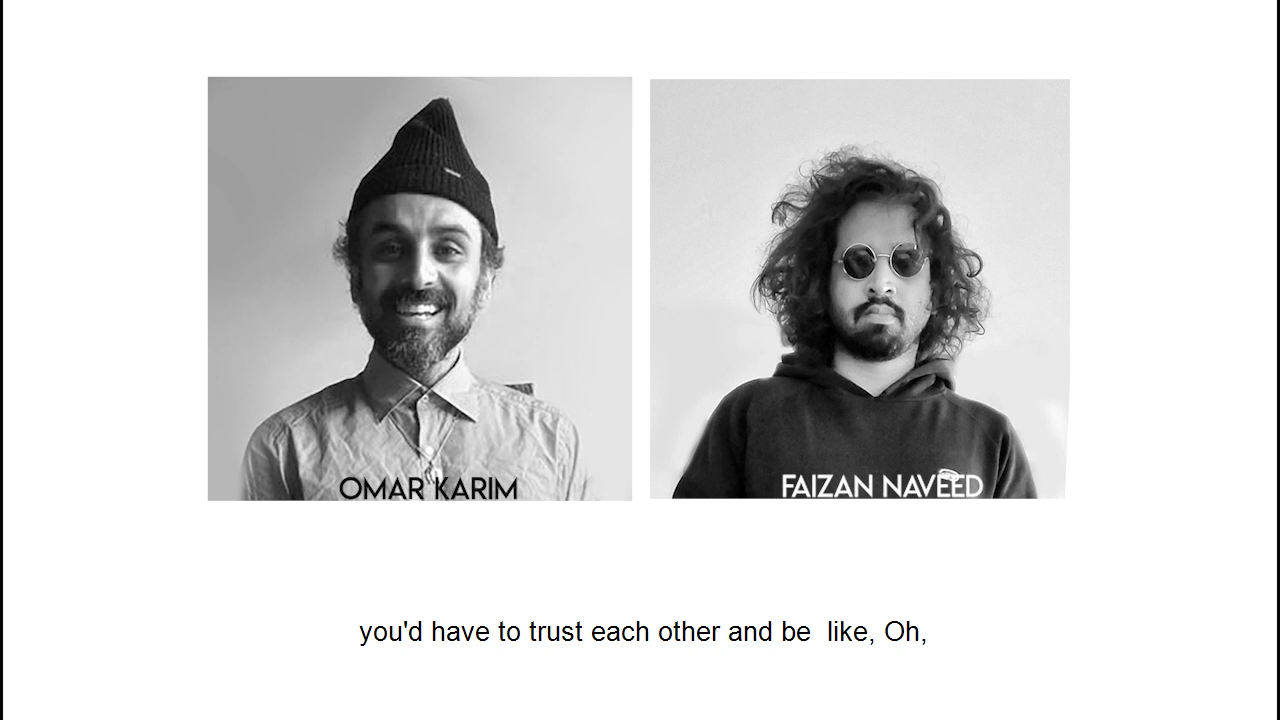 OMAR KARIM
FAIZAN NAVEED
you'd have to trust each other and be  like, Oh,